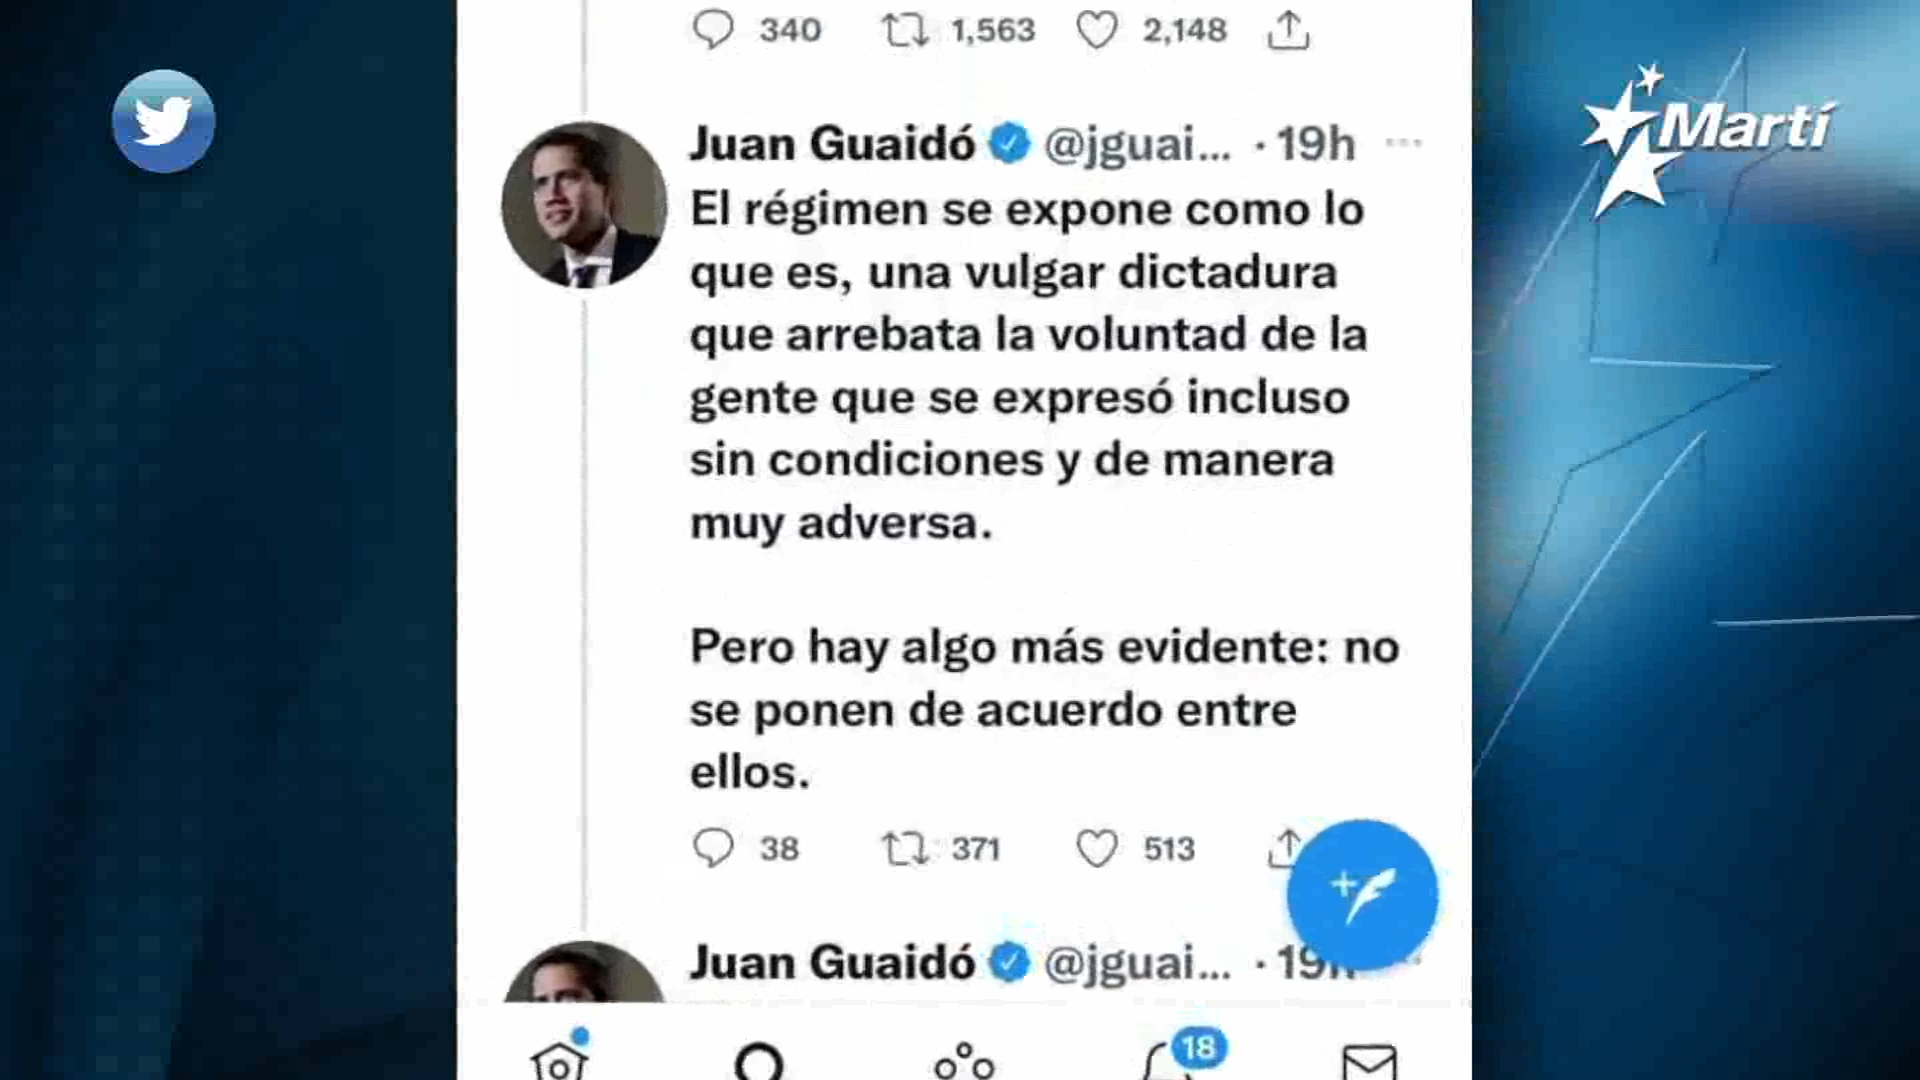 340 1,563 2,148
Martí
Juan Guaidó @jguai... · 19h ...
El régimen se expone como lo
que es, una vulgar dictadura
que arrebata la voluntad de la
gente que se expresó incluso
sin condiciones y de manera
muy adversa.
Pero hay algo más evidente: no
se ponen de acuerdo entre
ellos.
38 371 513
Juan Guaidó @jguai... · 19h
18